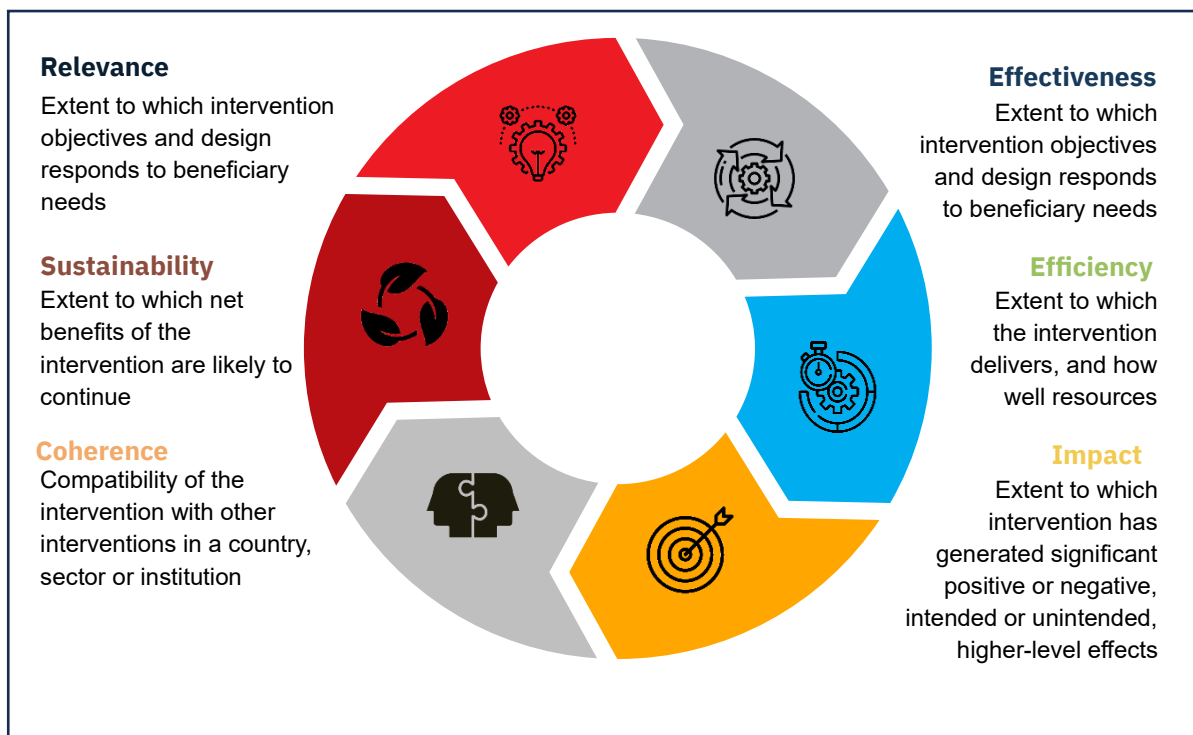 Relevance
Extent to which intervention
objectives and design
responds to beneficiary
needs
Sustainability
Extent to which net
benefits of the
intervention are likely to
continue
Coherence
Compatibility of the
intervention with other
interventions in a country,
sector or institution
Effectiveness
Extent to which
intervention objectives
and design responds
to beneficiary needs
Efficiency
Extent to which
the intervention
delivers, and how
well resources
Impact
Extent to which
intervention has
generated significant
positive or negative,
intended or unintended,
higher-level effects